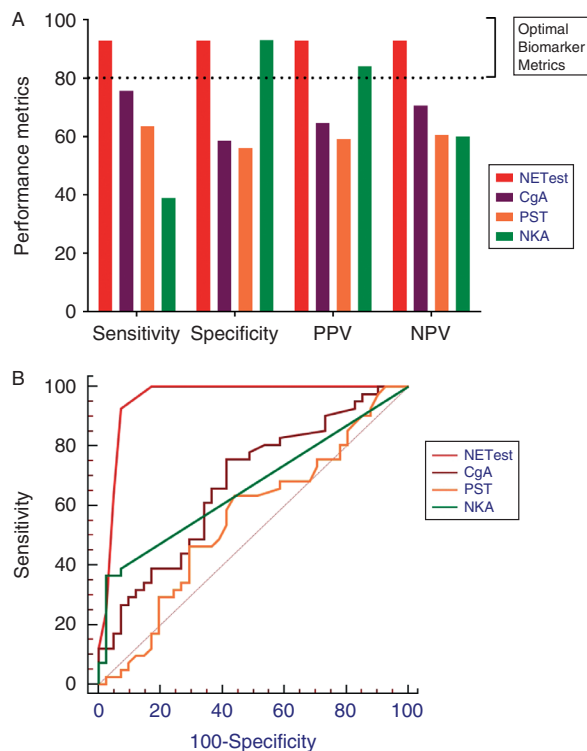 A
Performance metrics
100
80
60
40
20
0
Sensitivity
Specificity
PPV
NPV
Optimal
Biomarker
Metrics
NETest
CgA
PST
NKA
B
Sensitivity
100
80
60
40
20
0
0
20
40
60
80
100
100-Specificity
NETest
CgA
PST
NKA